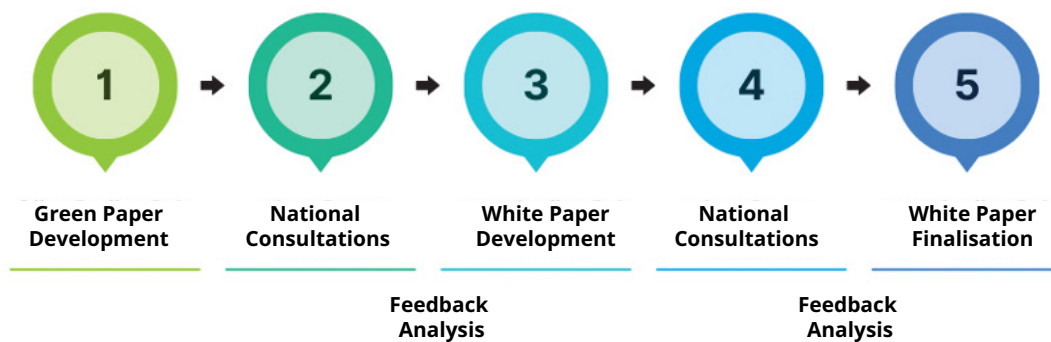 1
2
3
4
5
Green Paper
Development
National
Consultations
White Paper
Development
National
Consultations
White Paper
Finalisation
Feedback
Analysis
Feedback
Analysis